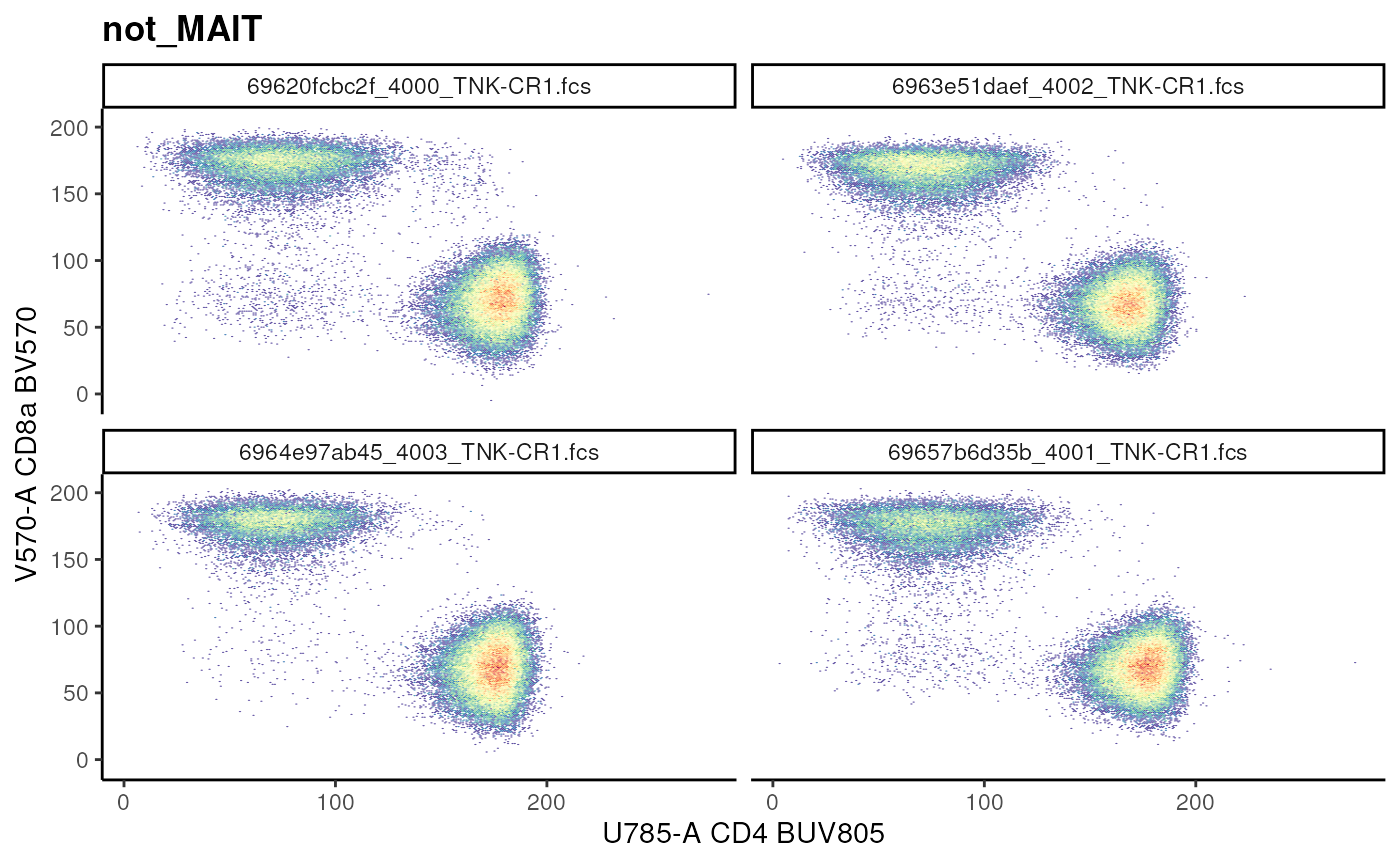 not_MAIT
69620fcbc2f_4000_TNK-CR1.fcs
6963e51daef_4002_TNK-CR1.fcs
200
150
100
50
0
V570-A CD8a BV570
6964e97ab45_4003_TNK-CR1.fcs
69657b6d35b_4001_TNK-CR1.fcs
200
150
100
50
0
0
100
200
0
100
200
U785-A CD4 BUV805